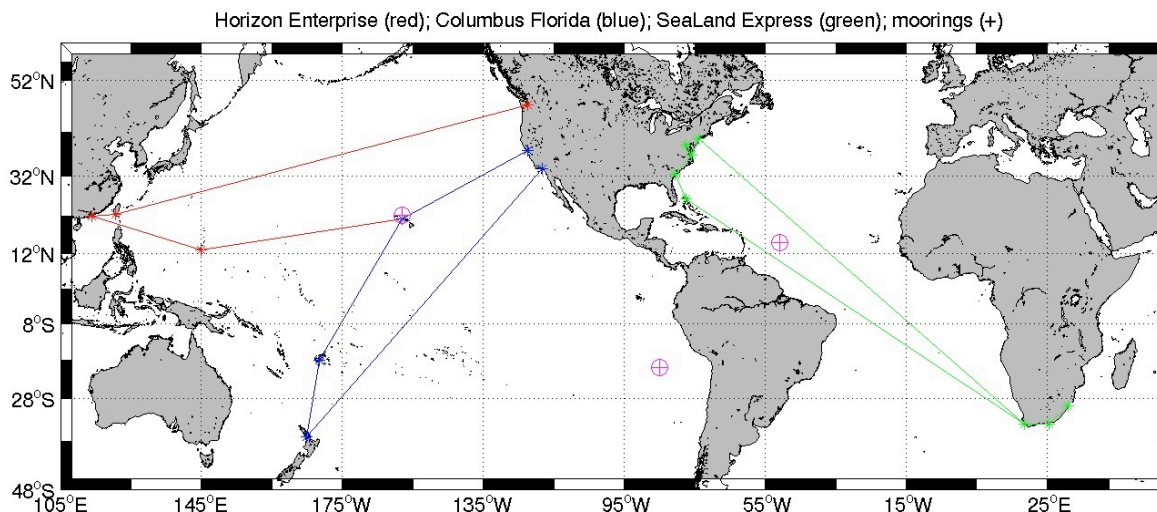 Horizon Enterprise (red); Columbus Florida (blue); SeaLand Express (green); moorings (+)
52°N
32°N
12°N
8°S
28°S
48°S
105°E 145°E 175°W 135°W 95°W 55°W 15°W 25°E